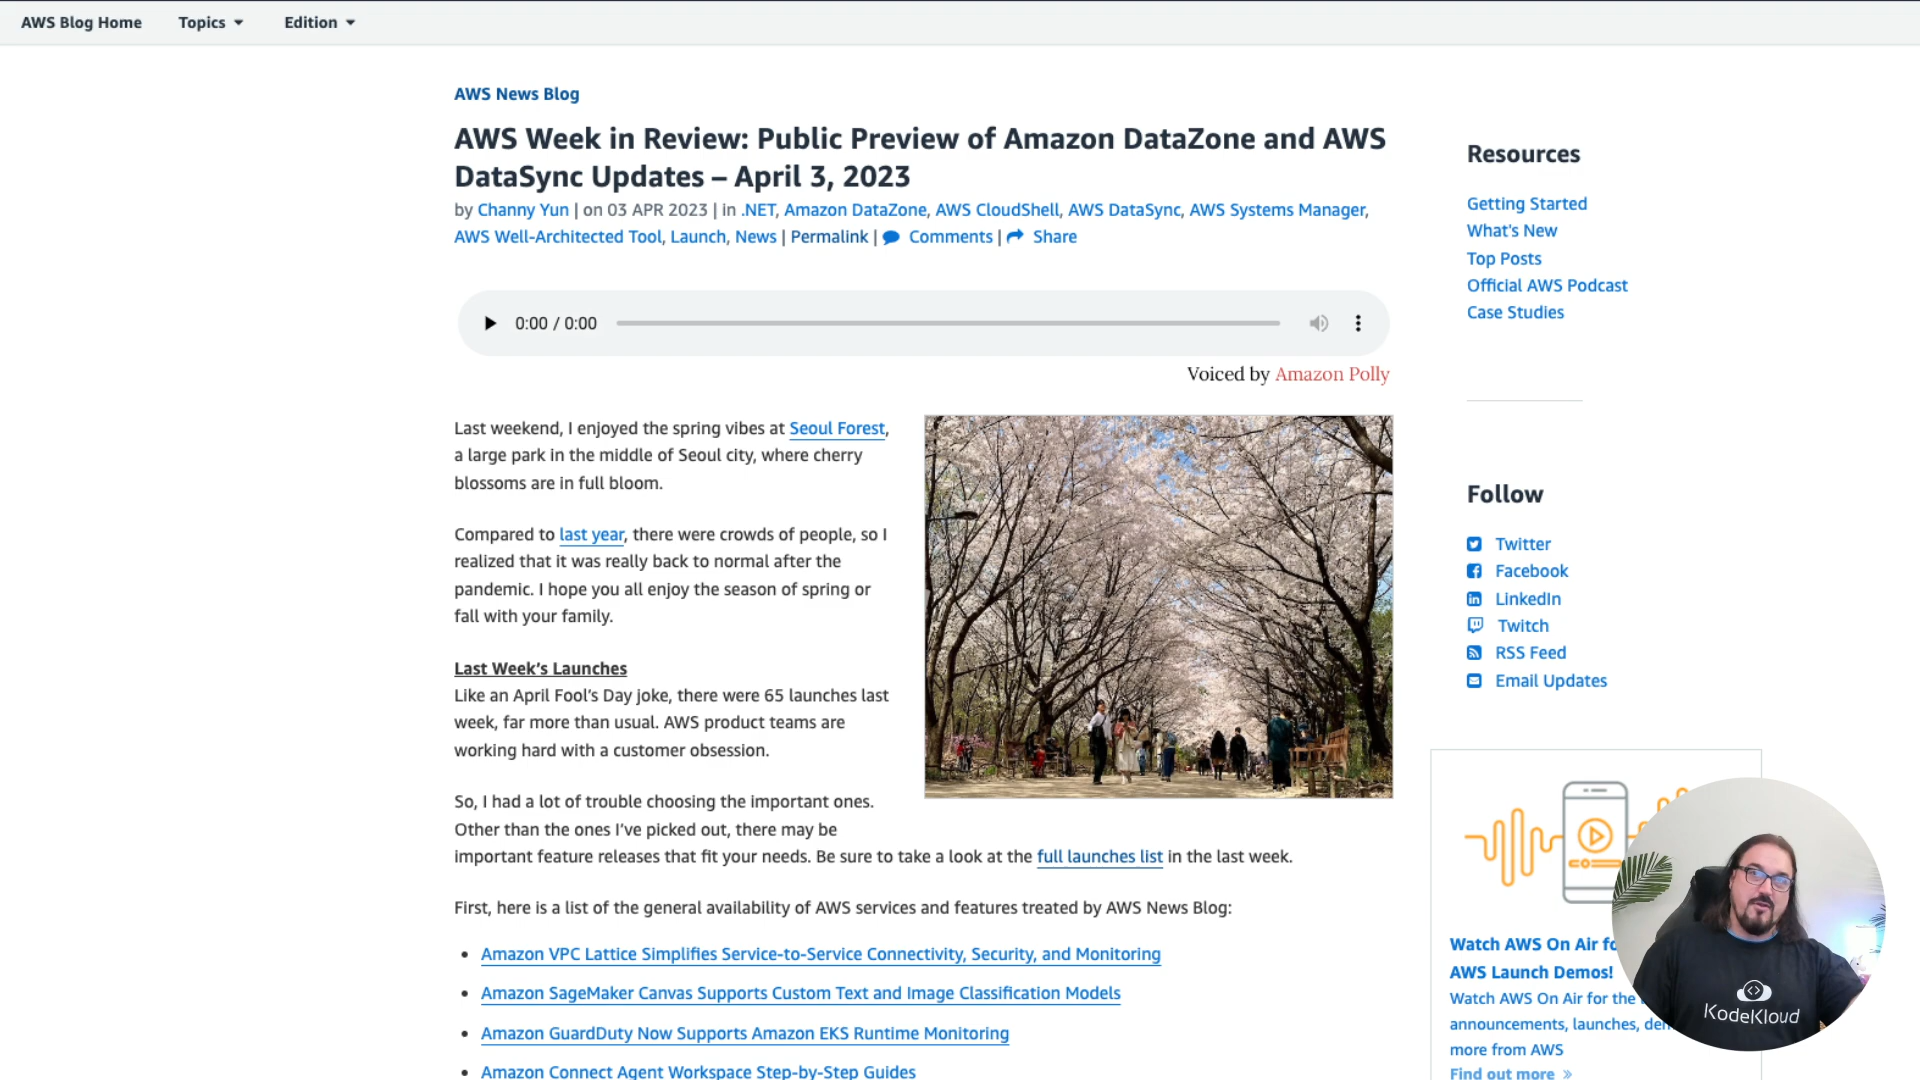 AWS Blog Home Topics Edition
AWS News Blog
AWS Week in Review: Public Preview of Amazon DataZone and AWS
DataSync Updates – April 3, 2023
by Channy Yun | on 03 APR 2023 | in .NET, Amazon DataZone, AWS CloudShell, AWS DataSync, AWS Systems Manager,
AWS Well-Architected Tool, Launch, News | Permalink | Comments | Share
0:00 / 0:00
Voiced by Amazon Polly
Last weekend, I enjoyed the spring vibes at Seoul Forest,
a large park in the middle of Seoul city, where cherry
blossoms are in full bloom.
Compared to last year, there were crowds of people, so I
realized that it was really back to normal after the
pandemic. I hope you all enjoy the season of spring or
fall with your family.
Last Week’s Launches
Like an April Fool’s Day joke, there were 65 launches last
week, far more than usual. AWS product teams are
working hard with a customer obsession.
So, I had a lot of trouble choosing the important ones.
Other than the ones I’ve picked out, there may be
important feature releases that fit your needs. Be sure to take a look at the full launches list in the last week.
First, here is a list of the general availability of AWS services and features treated by AWS News Blog:
• Amazon VPC Lattice Simplifies Service-to-Service Connectivity, Security, and Monitoring
• Amazon SageMaker Canvas Supports Custom Text and Image Classification Models
• Amazon GuardDuty Now Supports Amazon EKS Runtime Monitoring
• Amazon Connect Agent Workspace Step-by-Step Guides
Resources
Getting Started
What's New
Top Posts
Official AWS Podcast
Case Studies
Follow
Twitter
Facebook
LinkedIn
Twitch
RSS Feed
Email Updates
Watch AWS On Air
AWS Launch Demos!
Watch AWS On Air for the
announcements, launches,
more from AWS
Find out more »
KodeKloud